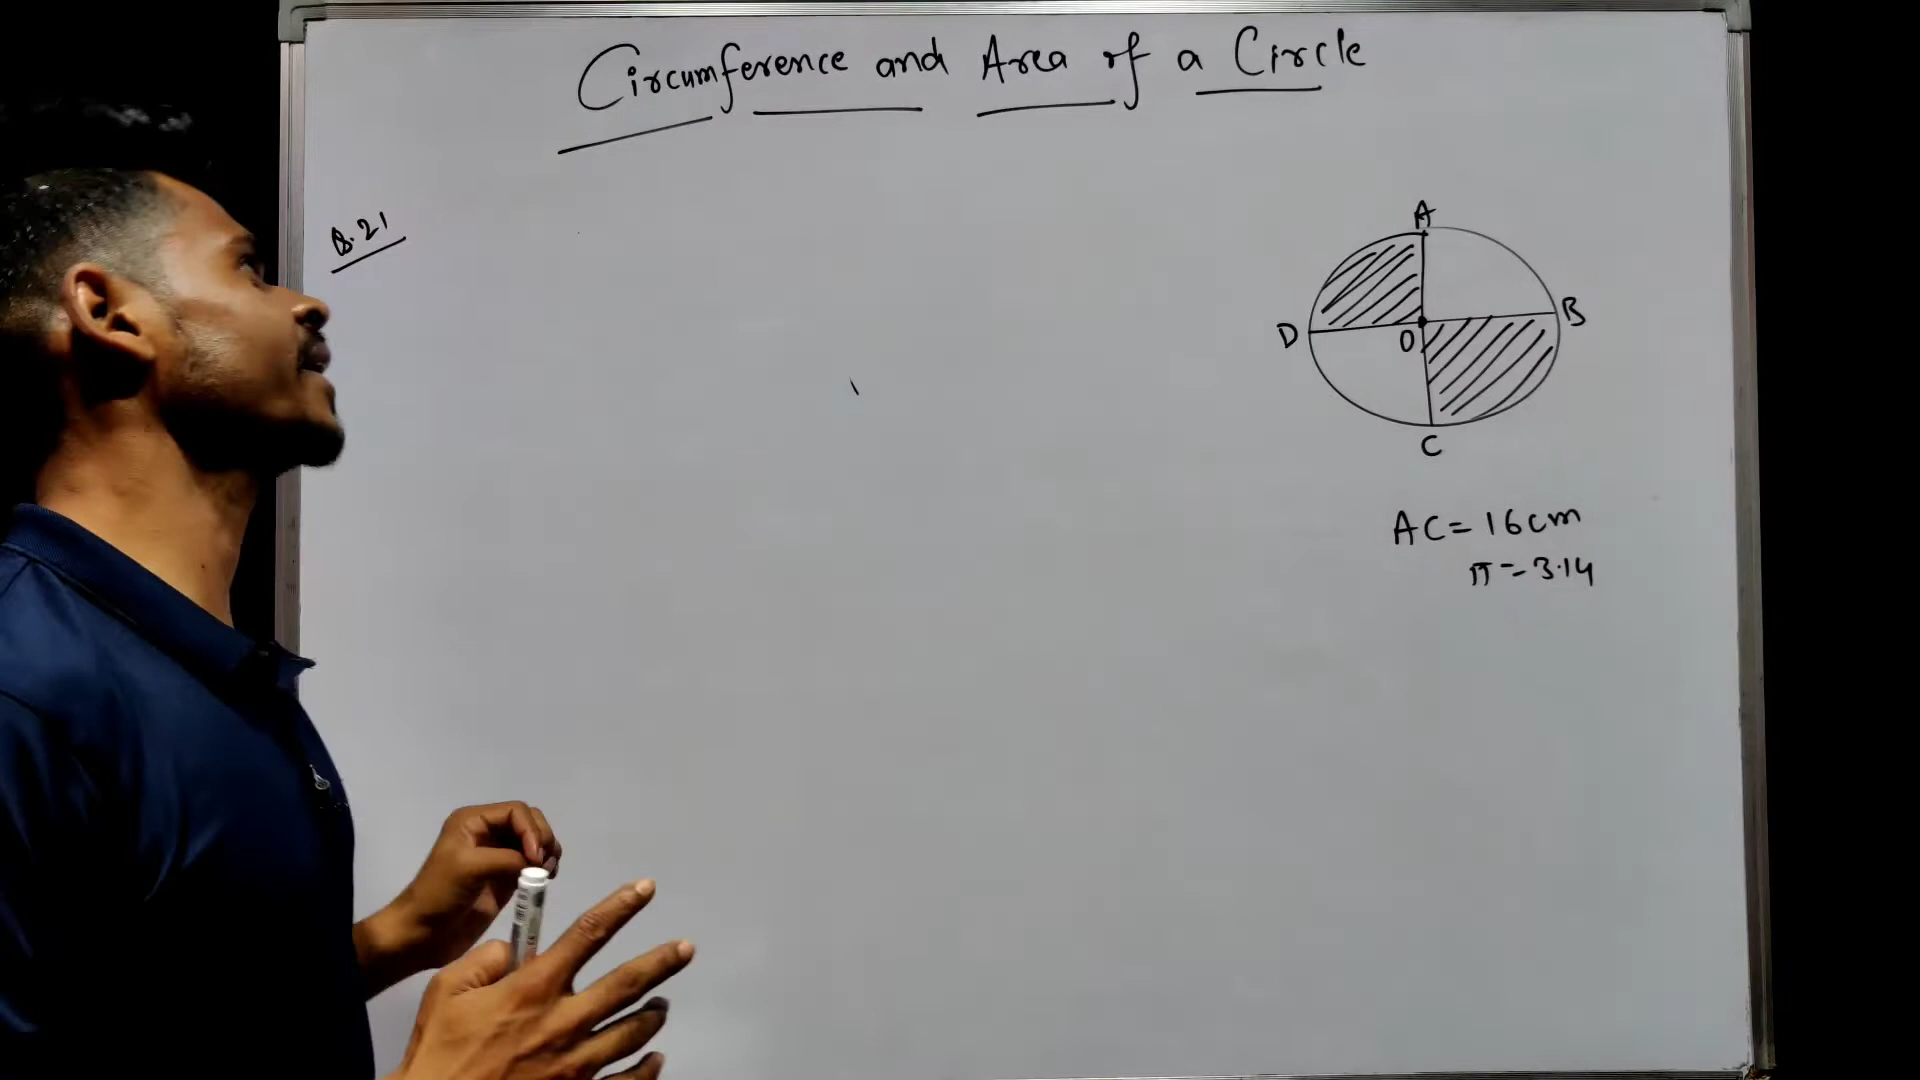 Circumference and Area of a Circle
Q.21
A
D
B
O
C
AC = 16cm
π = 3.14